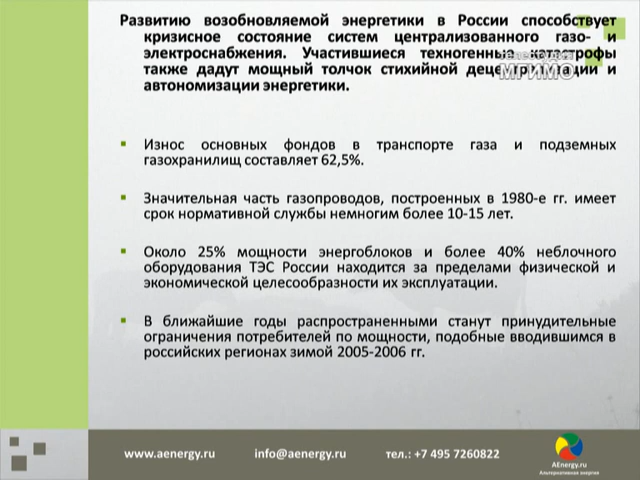 Развитию возобновляемой энергетики в России способствует
кризисное состояние систем централизованного газо- и
электроснабжения. Участившиеся техногенные катастрофы
также дадут мощный толчок стихийной децентрализации и
автономизации энергетики.
МГИМО
Износ основных фондов в транспорте газа и подземных
газохранилищ составляет 62,5%.
Значительная часть газопроводов, построенных в 1980-е гг. имеет
срок нормативной службы немногим более 10-15 лет.
Около 25% мощности энергоблоков и более 40% неблочного
оборудования ТЭС России находится за пределами физической и
экономической целесообразности их эксплуатации.
В ближайшие годы распространенными станут принудительные
ограничения потребителей по мощности, подобные вводившимся в
российских регионах зимой 2005-2006 гг.
www.aenergy.ru info@aenergy.ru тел.: +7 495 7260822
AEnergy.ru
Альтернативная энергия